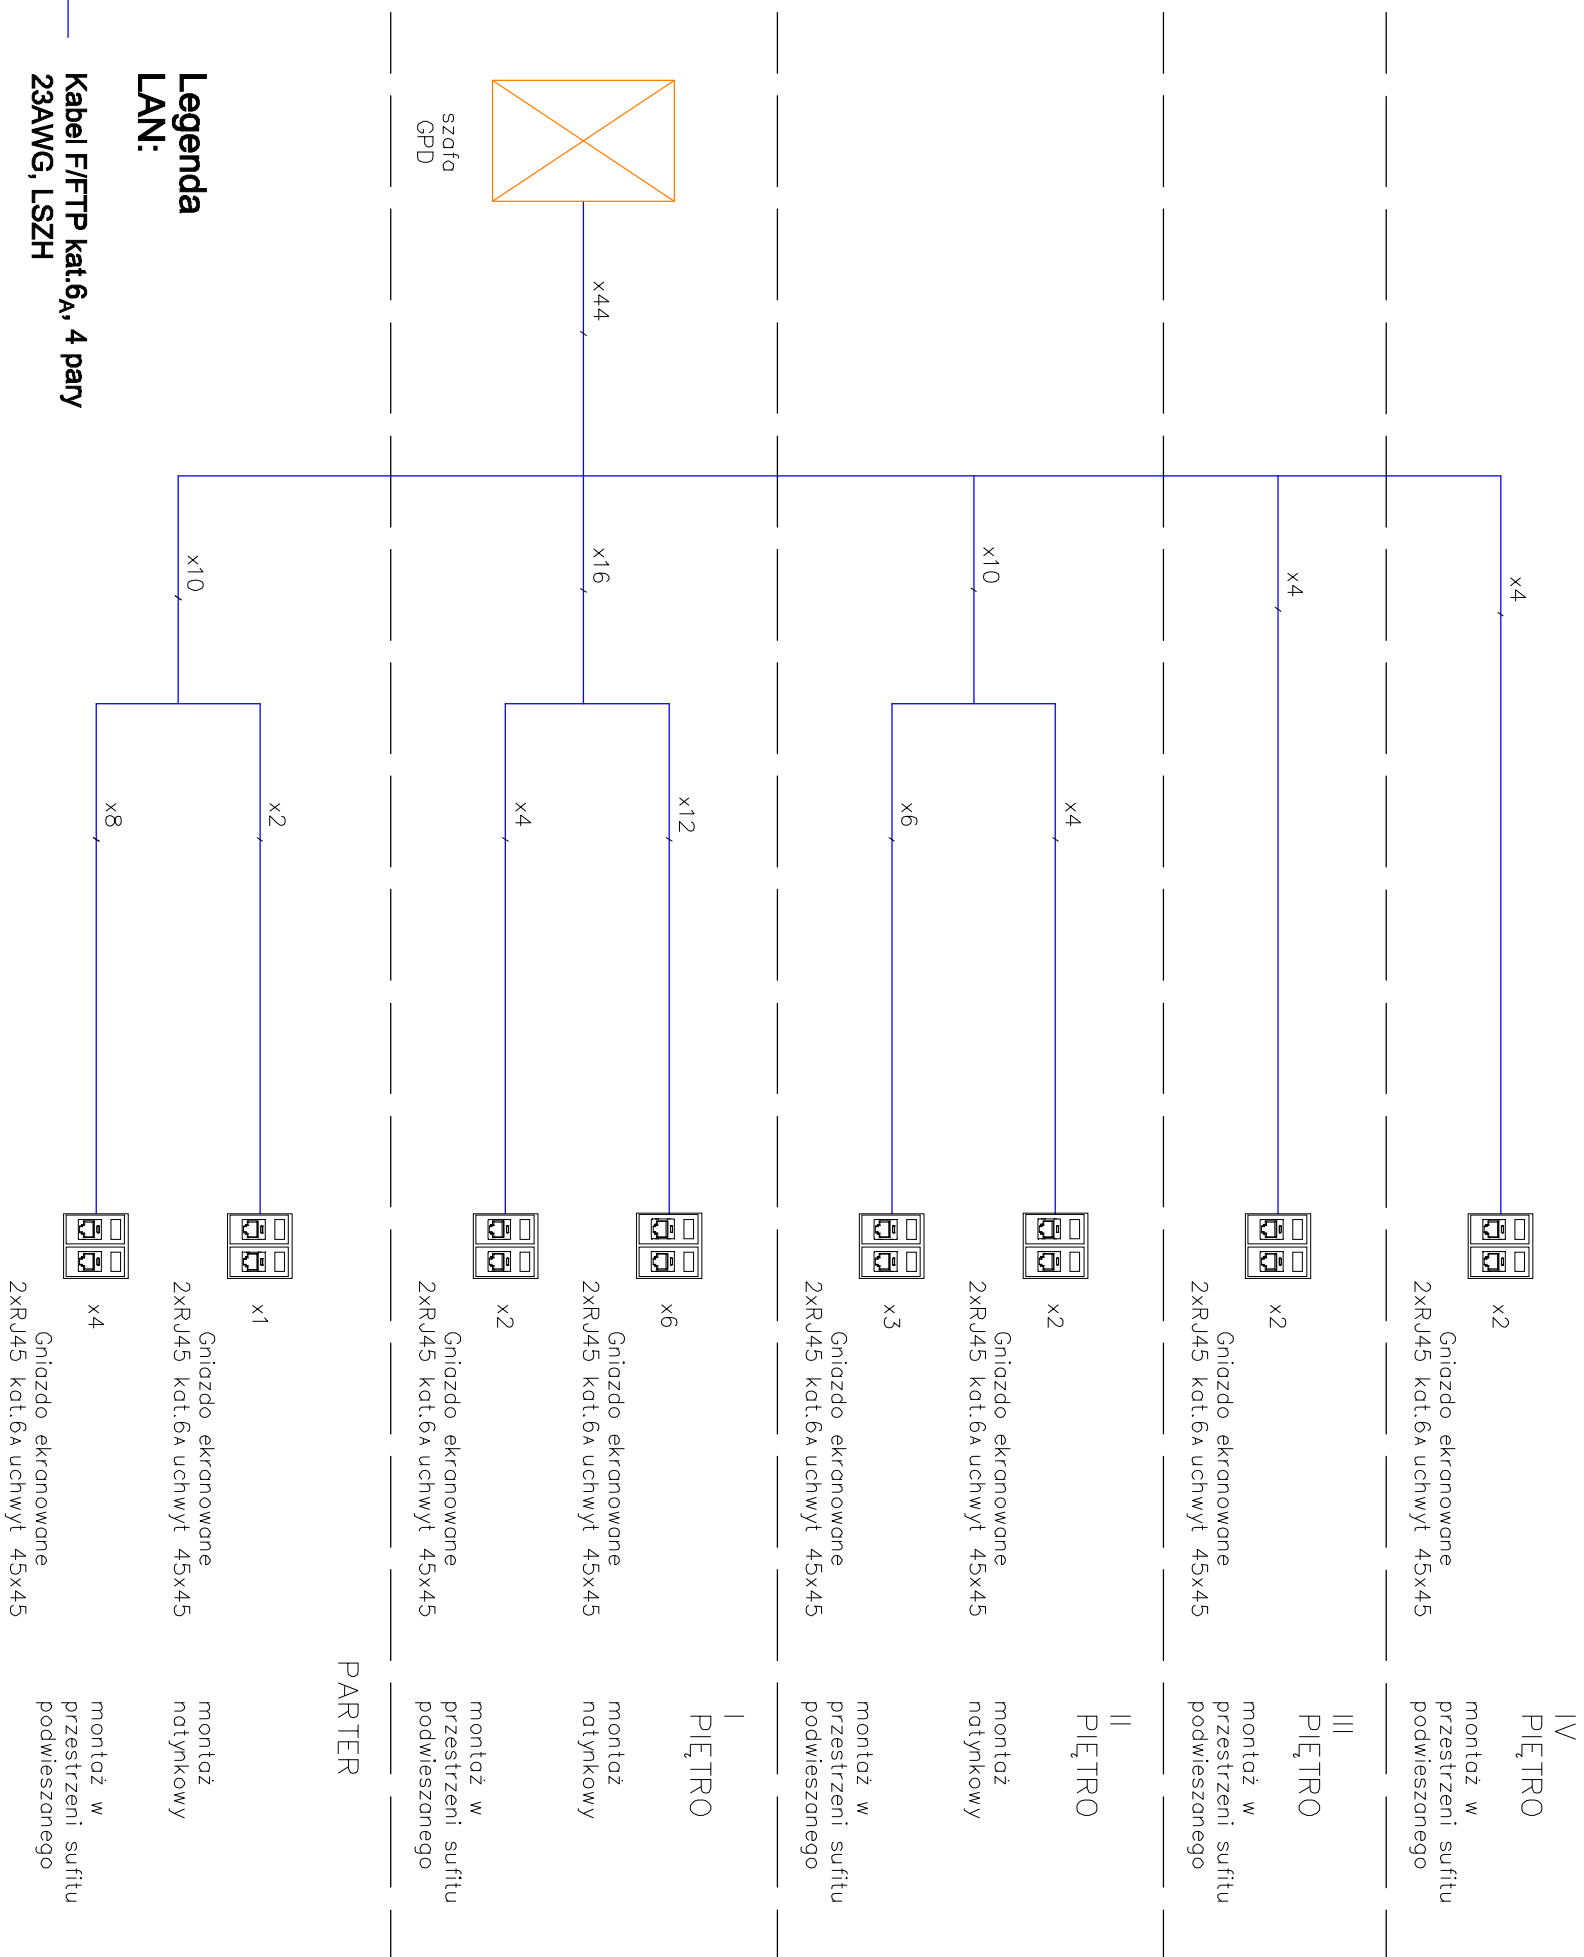 IV
PIĘTRO
x4
x2
Gniazdo ekranowane
2xRJ45 kat.6A uchwyt 45x45
montaż w
przestrzeni sufitu
podwieszanego
III
PIĘTRO
x4
x2
Gniazdo ekranowane
2xRJ45 kat.6A uchwyt 45x45
montaż w
przestrzeni sufitu
podwieszanego
II
PIĘTRO
x10
x4
x2
Gniazdo ekranowane
2xRJ45 kat.6A uchwyt 45x45
montaż
natynkowy
x6
x3
Gniazdo ekranowane
2xRJ45 kat.6A uchwyt 45x45
montaż w
przestrzeni sufitu
podwieszanego
I
PIĘTRO
x44
x16
x12
x6
Gniazdo ekranowane
2xRJ45 kat.6A uchwyt 45x45
montaż
natynkowy
szafa
GPD
x4
x2
Gniazdo ekranowane
2xRJ45 kat.6A uchwyt 45x45
montaż w
przestrzeni sufitu
podwieszanego
PARTER
x10
x2
x1
Gniazdo ekranowane
2xRJ45 kat.6A uchwyt 45x45
montaż
natynkowy
x8
x4
Gniazdo ekranowane
2xRJ45 kat.6A uchwyt 45x45
montaż w
przestrzeni sufitu
podwieszanego
Legenda
LAN:
Kabel F/FTP kat.6A, 4 pary
23AWG, LSZH